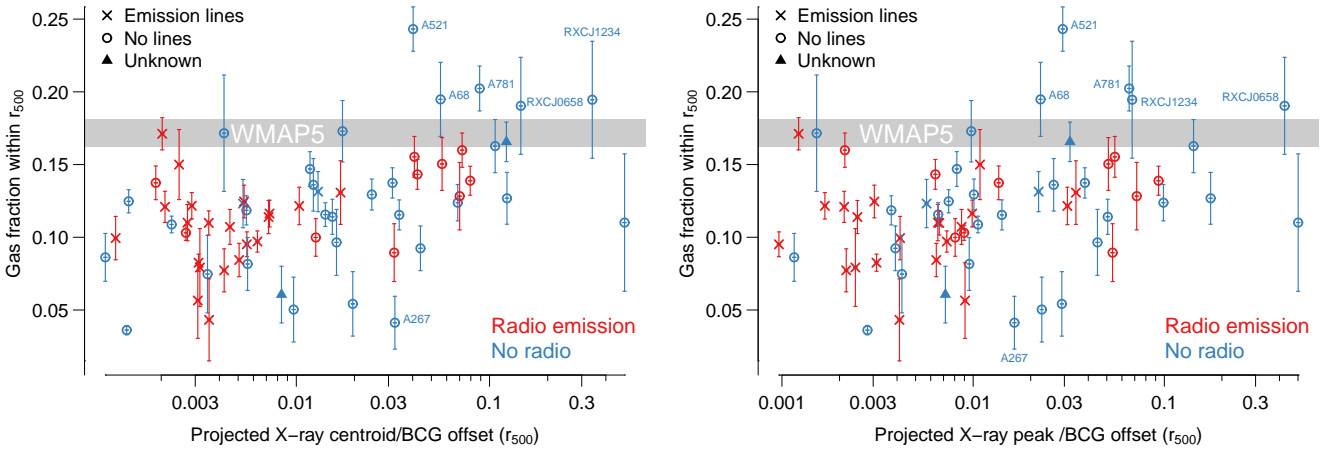 Emission lines
No lines
Unknown
0.25
0.20
0.15
0.10
0.05
Gas fraction within r500
A521
RXCJ1234
A68
A781
RXCJ0658
WMAP5
A267
Radio emission
No radio
0.003
0.01
0.03
0.1
0.3
Projected X−ray centroid/BCG offset (r500)
Emission lines
No lines
Unknown
0.25
0.20
0.15
0.10
0.05
Gas fraction within r500
A521
A781
A68
RXCJ1234
RXCJ0658
WMAP5
A267
Radio emission
No radio
0.001
0.003
0.01
0.03
0.1
0.3
Projected X−ray peak /BCG offset (r500)